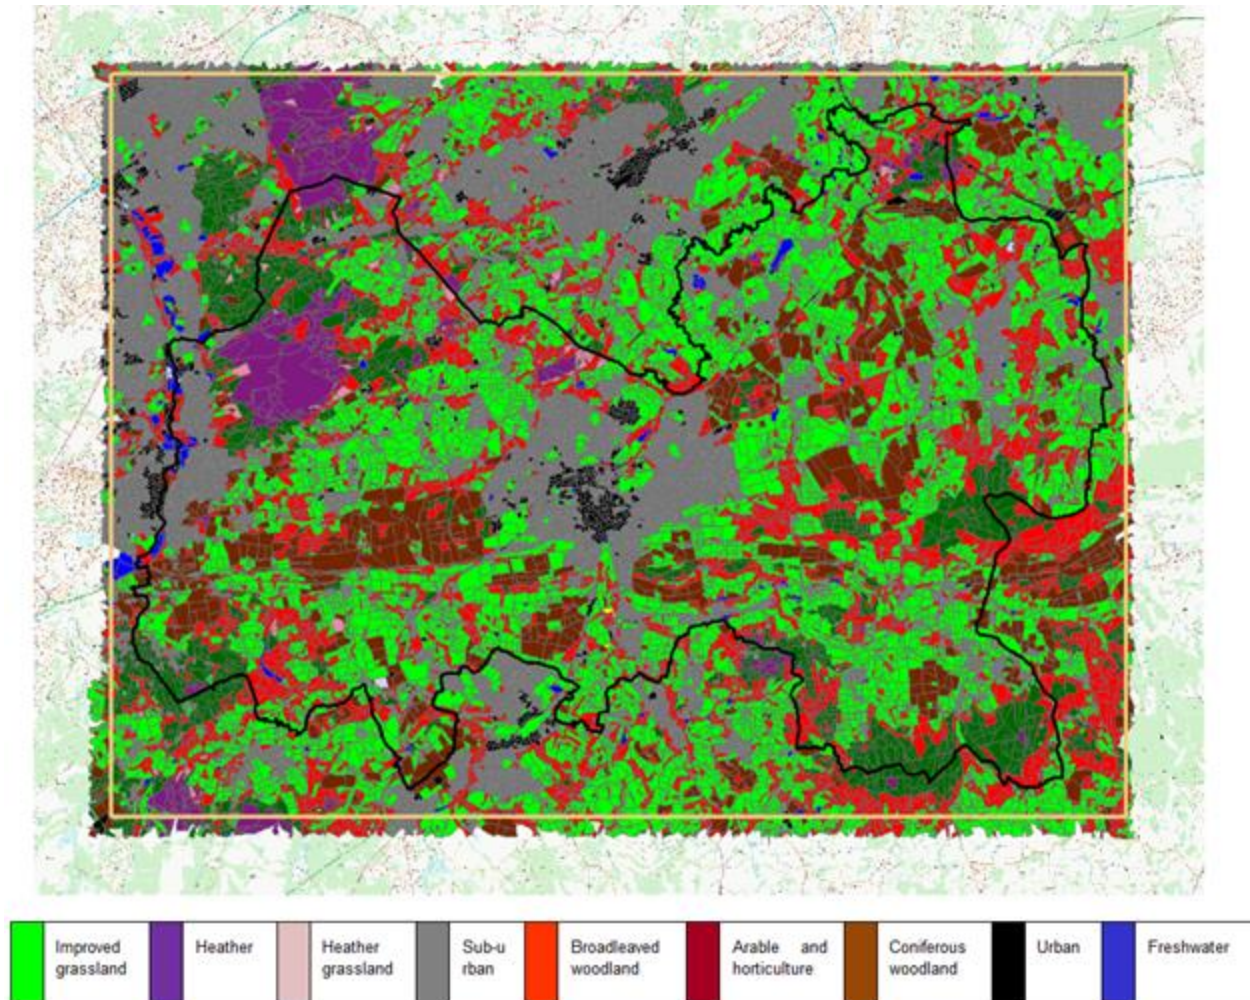 Improved
grassland
Heather
Heather
grassland
Sub-u
rban
Broadleaved
woodland
Arable and
horticulture
Coniferous
woodland
Urban
Freshwater